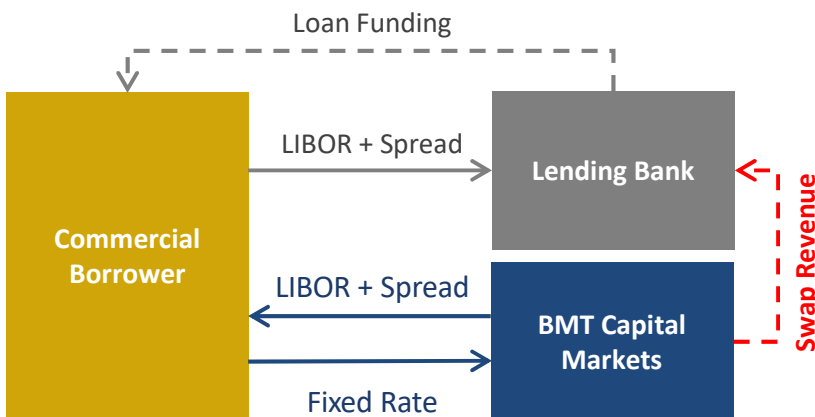 Loan Funding
LIBOR + Spread
Lending Bank
Commercial
Borrower
LIBOR + Spread
BMT Capital
Markets
Fixed Rate
Swap Revenue